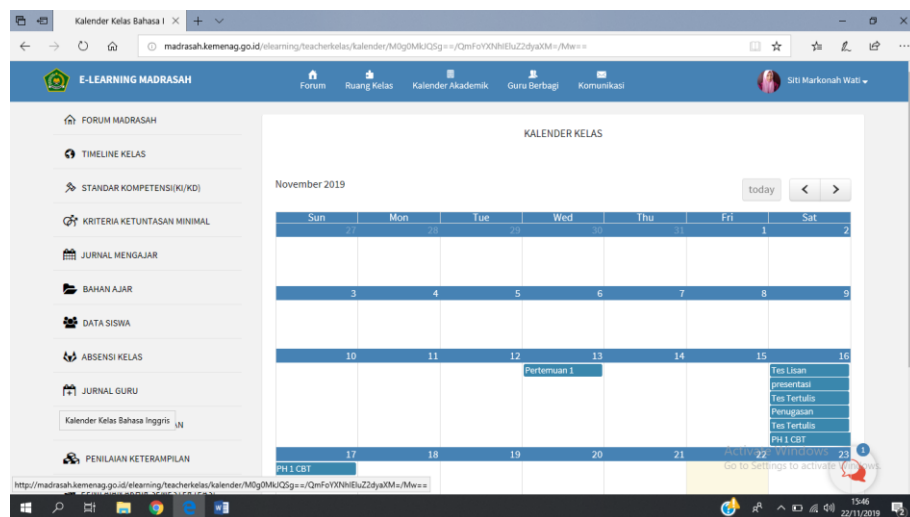 Kalender Kelas Bahasa I
madrasah.kemenag.go.id/elearning/teacherkelas/kalender/M0g0MkJQSg==/QmFoYXNhIEluZ2dyaXM=/Mw==
E-LEARNING MADRASAH
Forum
Ruang Kelas
Kalender Akademik
Guru Berbagi
Komunikasi
Siti Markonah Wati
FORUM MADRASAH
TIMELINE KELAS
STANDAR KOMPETENSI(KI/KD)
KRITERIA KETUNTASAN MINIMAL
JURNAL MENGAJAR
BAHAN AJAR
DATA SISWA
ABSENSI KELAS
JURNAL GURU
Kalender Kelas Bahasa Inggris
AN
PENILAIAN KETERAMPILAN
KALENDER KELAS
November 2019
today
Sun Mon Tue Wed Thu Fri Sat
27 28 29 30 31 1 2
3 4 5 6 7 8 9
10 11 12 13 14 15 16
Pertemuan 1
Tes Lisan
presentasi
Tes Tertulis
Penugasan
Tes Tertulis
PH 1 CBT
17 18 19 20 21 22 23
PH 1 CBT
1
Activate Windows
Go to Settings to activate Windows.
http://madrasah.kemenag.go.id/elearning/teacherkelas/kalender/M0g0MkJQSg==/QmFoYXNhIEluZ2dyaXM=/Mw==
15:46
22/11/2019
2